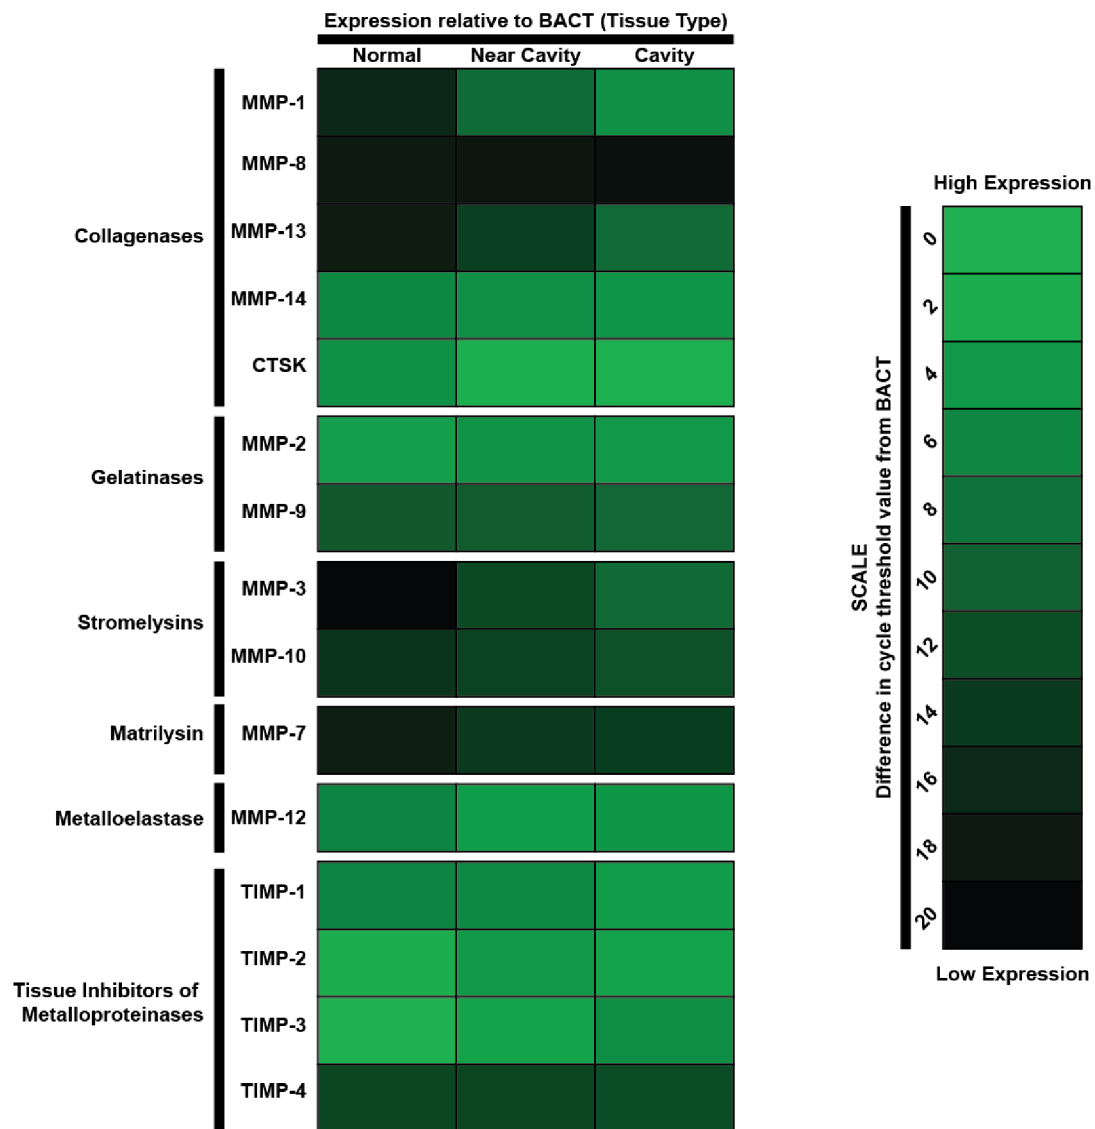 Expression relative to BACT (Tissue Type)
Normal Near Cavity Cavity
Collagenases
MMP-1
MMP-8
MMP-13
MMP-14
CTSK
Gelatinases
MMP-2
MMP-9
Stromelysins
MMP-3
MMP-10
Matrilysin
MMP-7
Metalloelastase
MMP-12
Tissue Inhibitors of
Metalloproteinases
TIMP-1
TIMP-2
TIMP-3
TIMP-4
High Expression
SCALE
Difference in cycle threshold value from BACT
0
2
4
6
8
10
12
14
16
18
20
Low Expression